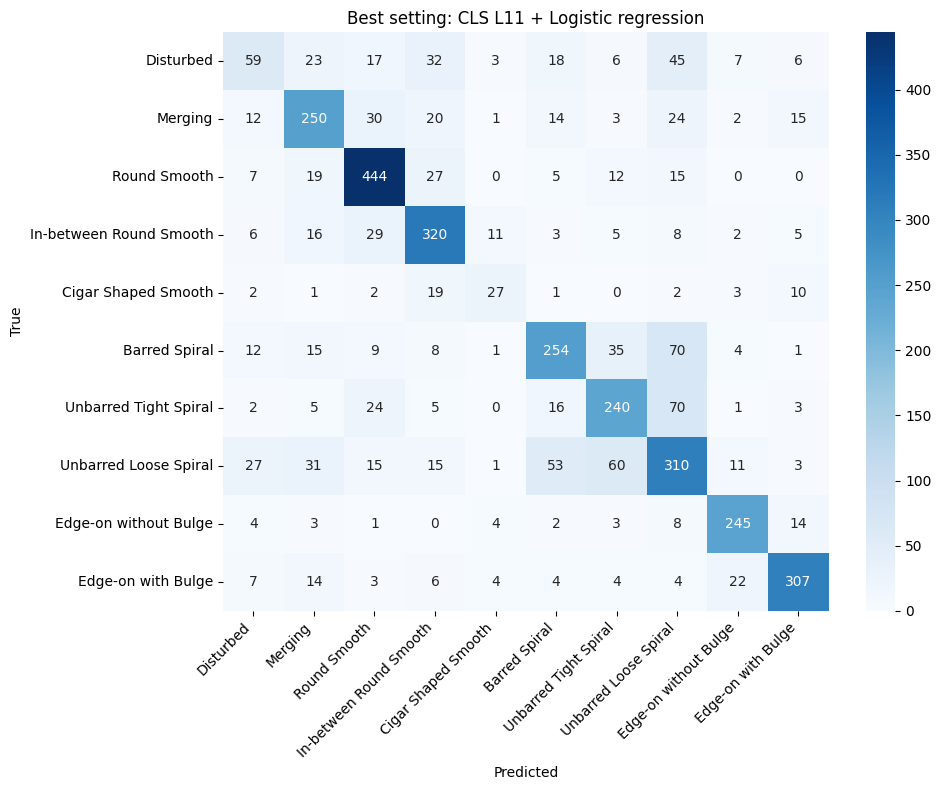 Best setting: CLS L11 + Logistic regression
True
Disturbed 59 23 17 32 3 18 6 45 7 6
Merging 12 250 30 20 1 14 3 24 2 15
Round Smooth 7 19 444 27 0 5 12 15 0 0
In-between Round Smooth 6 16 29 320 11 3 5 8 2 5
Cigar Shaped Smooth 2 1 2 19 27 1 0 2 3 10
Barred Spiral 12 15 9 8 1 254 35 70 4 1
Unbarred Tight Spiral 2 5 24 5 0 16 240 70 1 3
Unbarred Loose Spiral 27 31 15 15 1 53 60 310 11 3
Edge-on without Bulge 4 3 1 0 4 2 3 8 245 14
Edge-on with Bulge 7 14 3 6 4 4 4 4 22 307
Disturbed
Merging
Round Smooth
In-between Round Smooth
Cigar Shaped Smooth
Barred Spiral
Unbarred Tight Spiral
Unbarred Loose Spiral
Edge-on without Bulge
Edge-on with Bulge
Predicted
400
350
300
250
200
150
100
50
0